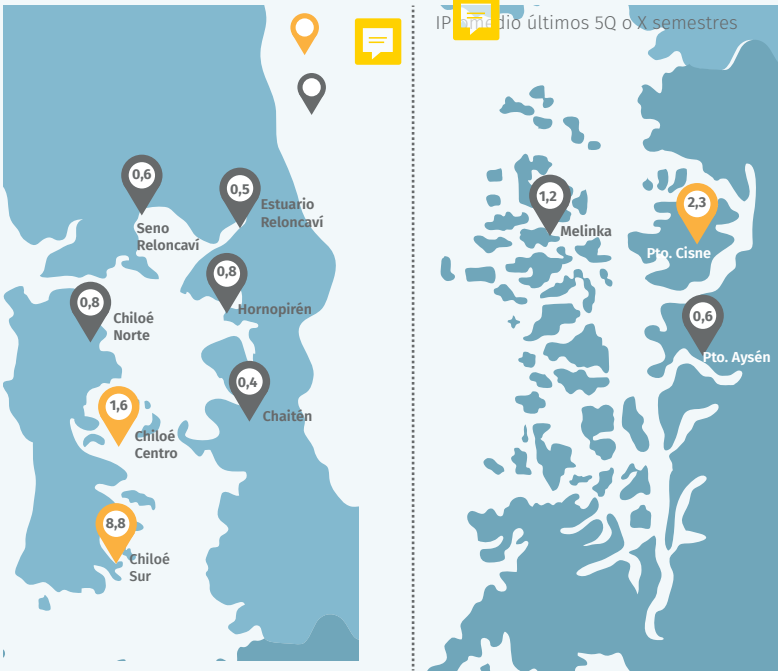 IP
medio últimos 5Q o X semestres
0,6
Seno
Reloncaví
0,5
Estuario
Reloncaví
0,8
Hornopirén
0,8
Chiloé
Norte
0,4
Chaitén
1,6
Chiloé
Centro
8,8
Chiloé
Sur
1,2
Melinka
2,3
Pto. Cisne
0,6
Pto. Aysén